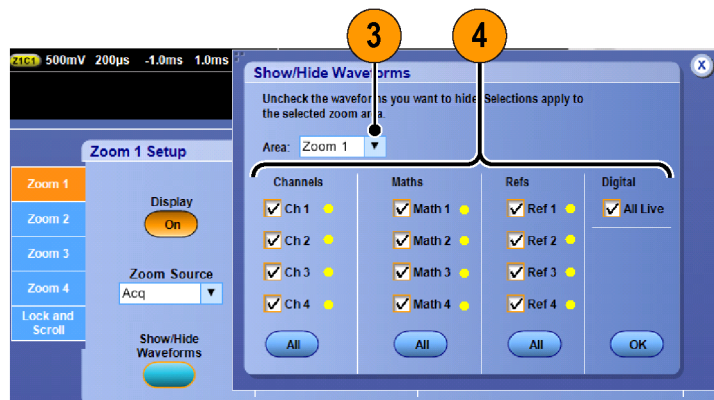 3 4
Z1C1 500mV 200µs -1.0ms 1.0ms
Show/Hide Waveforms
X
Uncheck the waveforms you want to hide. Selections apply to
the selected zoom area.
Area: Zoom 1
Zoom 1 Setup
Zoom 1
Zoom 2
Zoom 3
Zoom 4
Lock and
Scroll
Display
On
Zoom Source
Acq
Show/Hide
Waveforms
Channels Maths Refs Digital
Ch 1 Math 1 Ref 1 All Live
Ch 2 Math 2 Ref 2
Ch 3 Math 3 Ref 3
Ch 4 Math 4 Ref 4
All All All OK